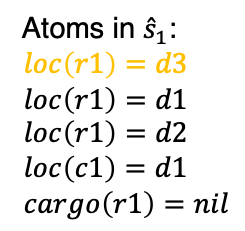 Atoms in ŝ₁:
loc(r1) = d3
loc(r1) = d1
loc(r1) = d2
loc(c1) = d1
cargo(r1) = nil